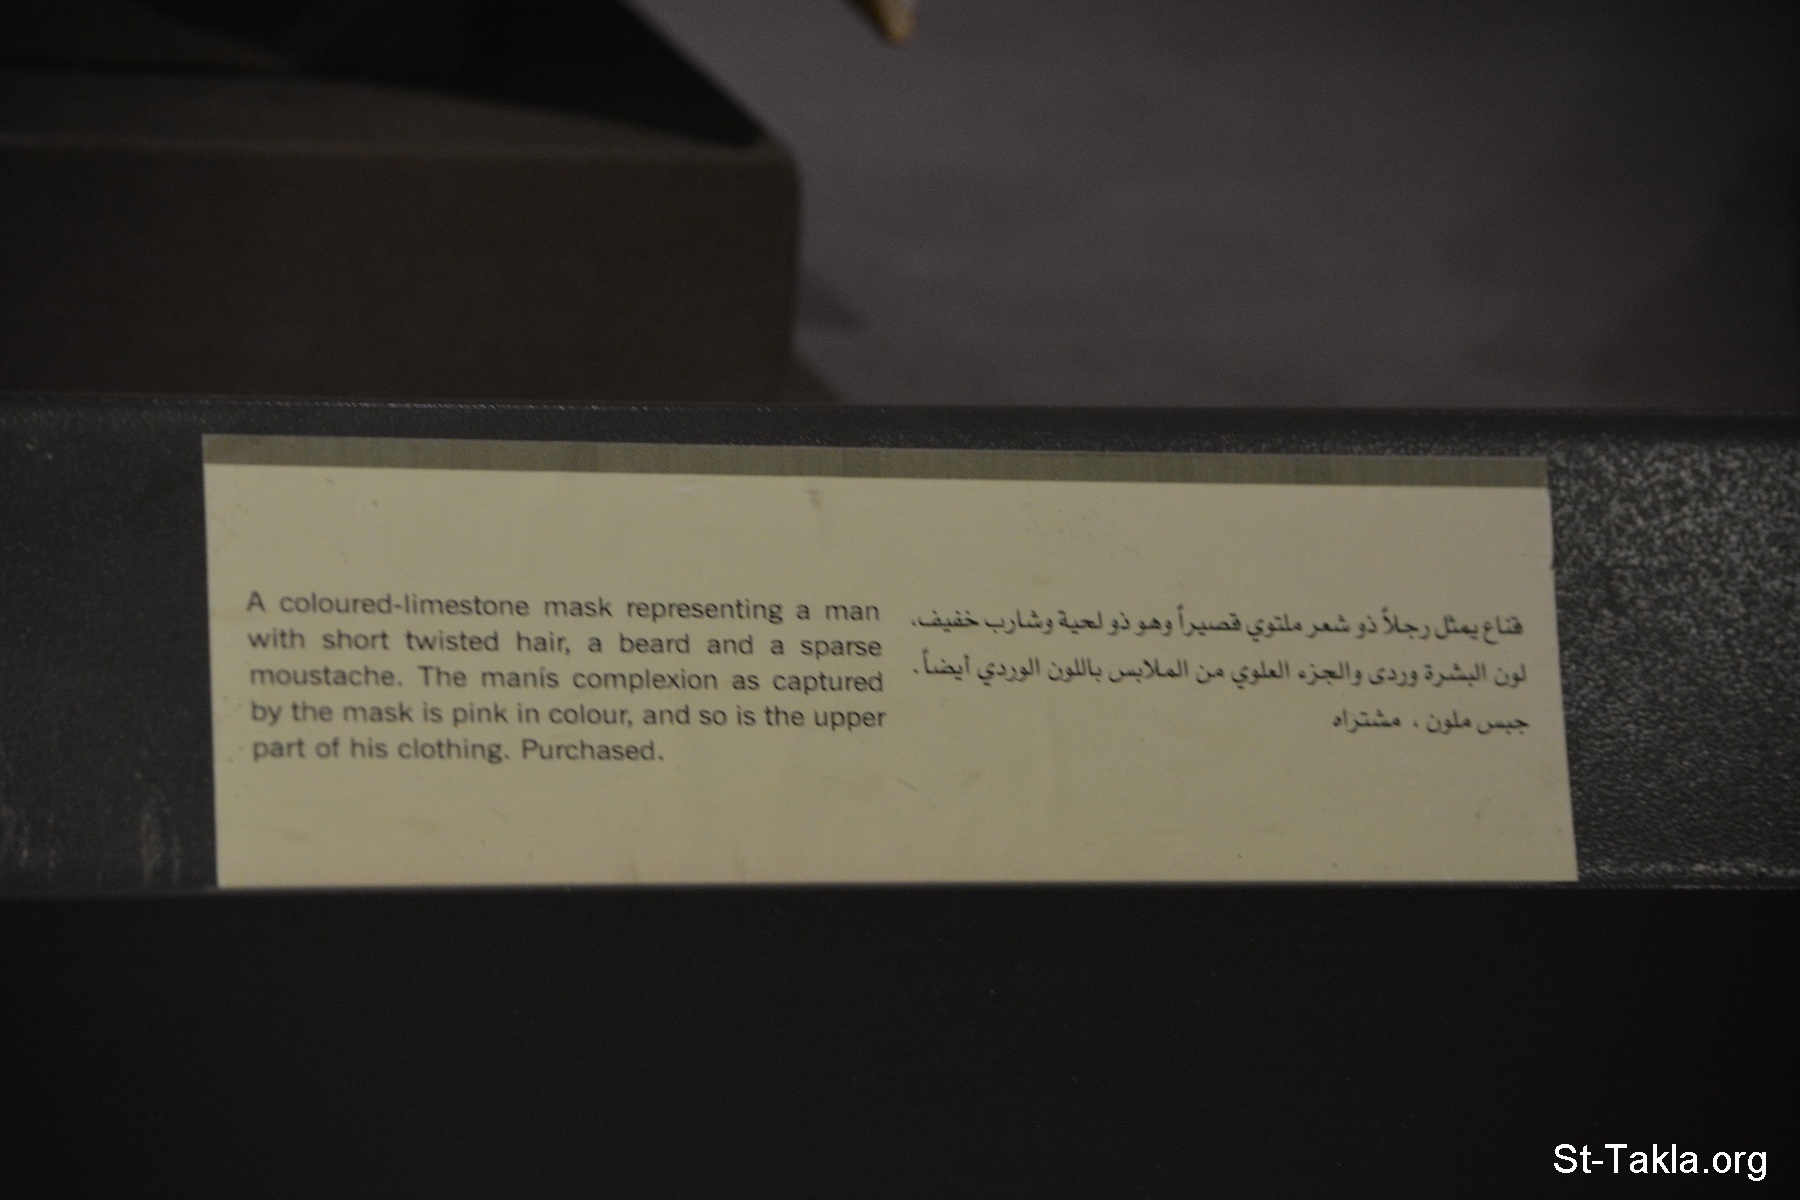 A coloured-limestone mask representing a man
with short twisted hair, a beard and a sparse
moustache. The manís complexion as captured
by the mask is pink in colour, and so is the upper
part of his clothing. Purchased.
قناع يمثل رجلاً ذو شعر ملتوي قصيراً وهو ذو لحية وشارب خفيف،
لون البشرة وردى والجزء العلوي من الملابس باللون الوردي أيضاً.
جبس ملون ، مشتراه
St-Takla.org